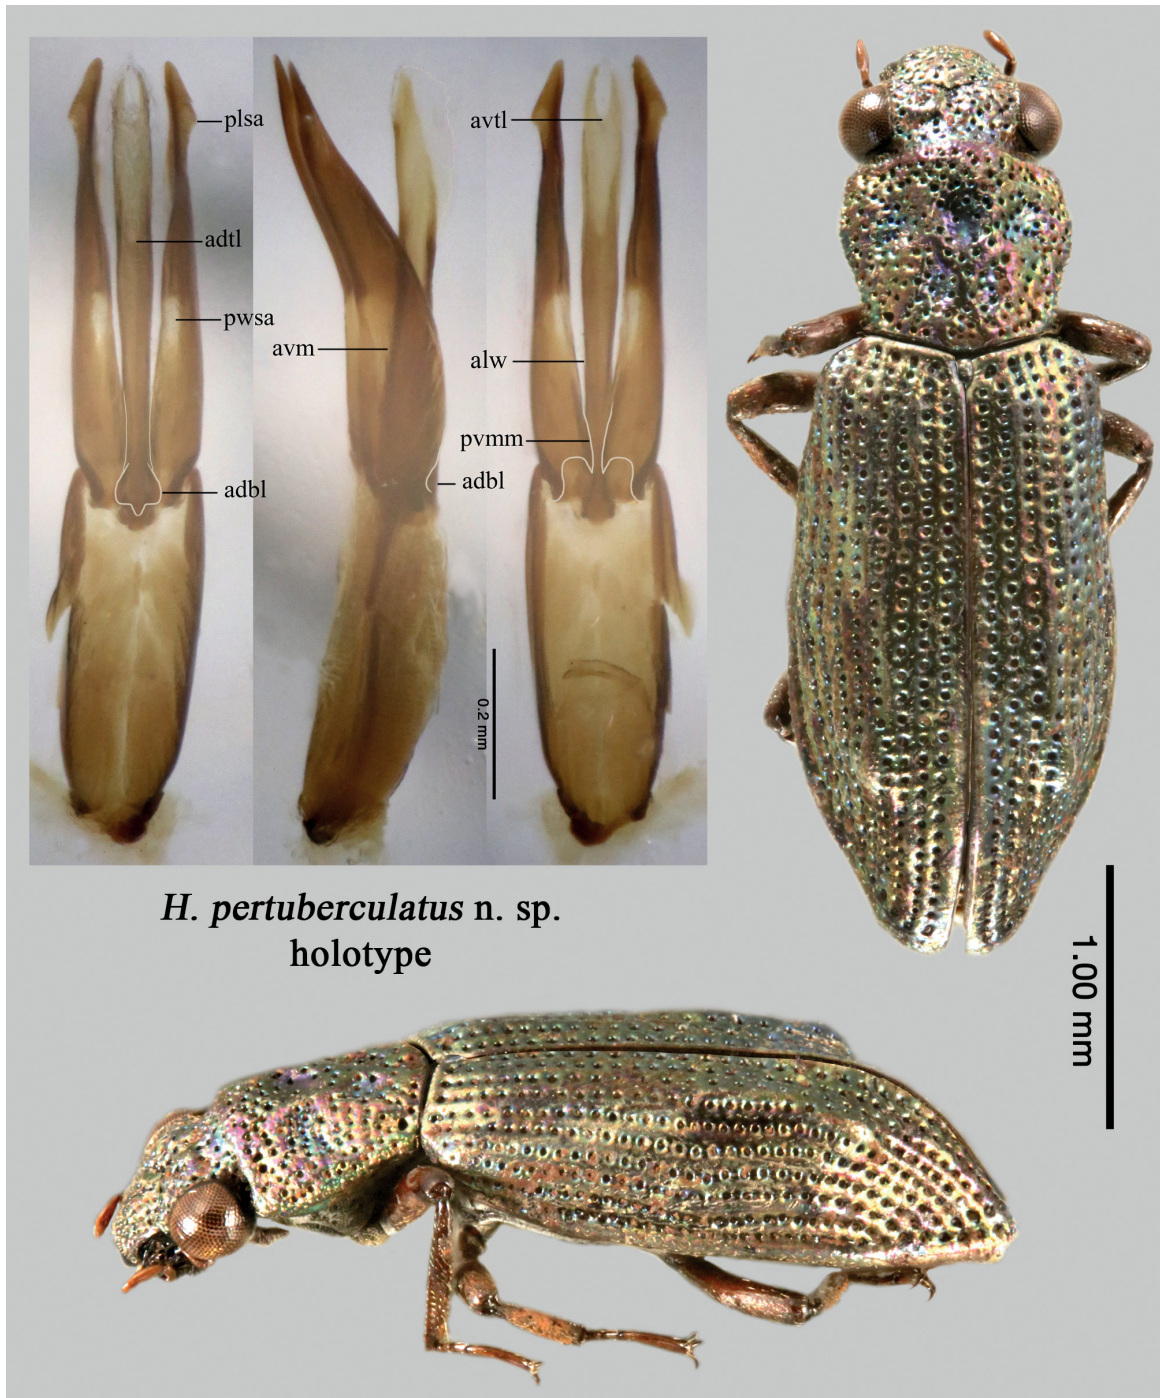 plsa
avtl
adtl
pwsa
avm
alw
pvmm
adbl
adbl
0.2 mm
H. pertuberculatus n. sp.
holotype
1.00 mm